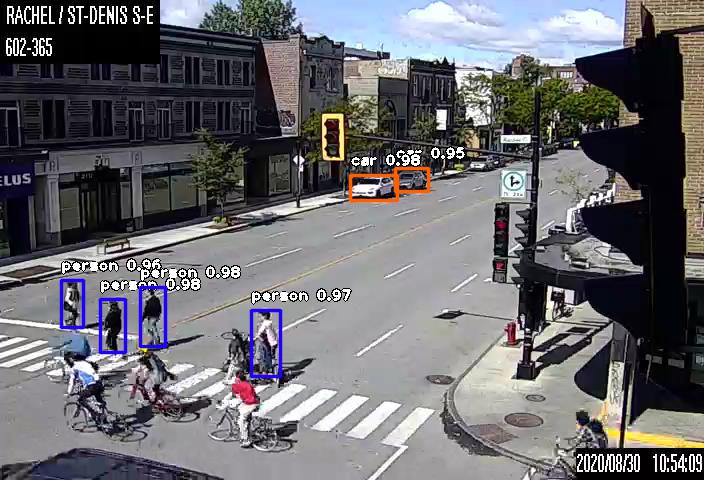 RACHEL / ST-DENIS S-E
602-365
car 0.98
car 0.95
ELUS
person 0.96
person 0.98
person 0.98
person 0.97
2020/08/30 10:54:09